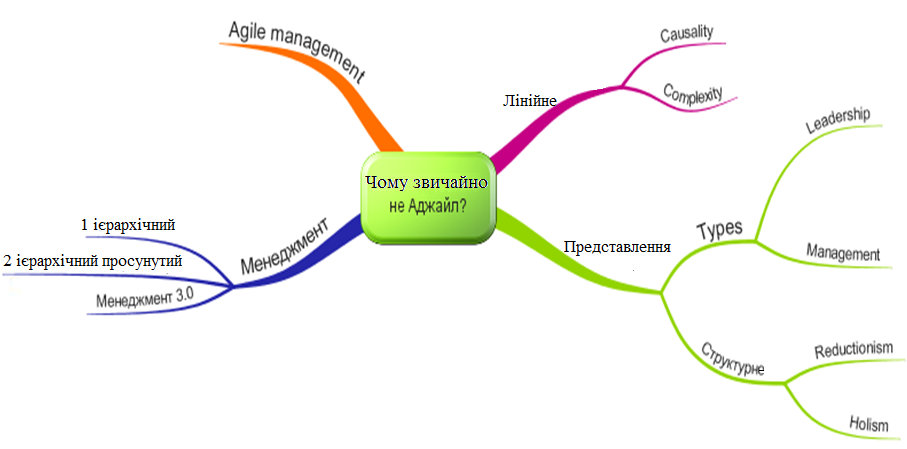 Чому звичайно
не Аджайл?
Agile management
Лінійне
Causality
Complexity
Представлення
Types
Leadership
Management
Структурне
Reductionism
Holism
Менеджмент
1 ієрархічний
2 ієрархічний просунутий
Менеджмент 3.0